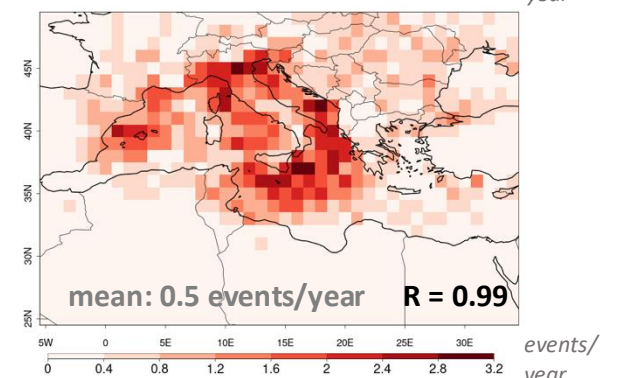 year
45N
40N
35N
30N
25N
mean: 0.5 events/year R = 0.99
5W 0 5E 10E 15E 20E 25E 30E
events/
year
0 0.4 0.8 1.2 1.6 2 2.4 2.8 3.2